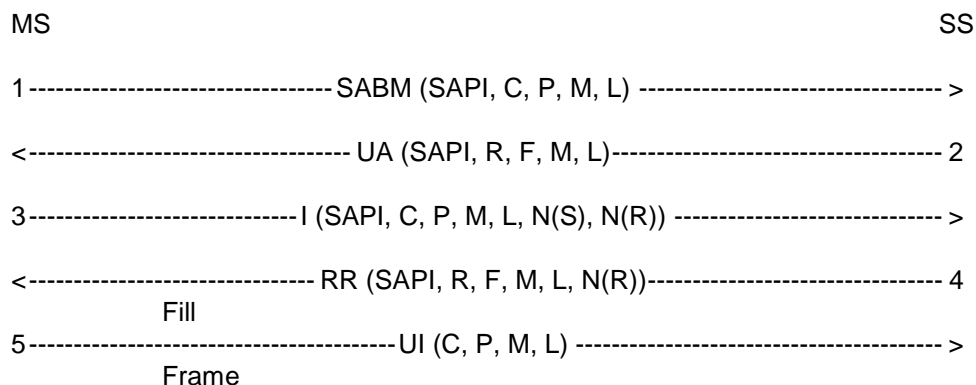 MS SS
1---------------------------------- SABM (SAPI, C, P, M, L) ---------------------------------- >
<------------------------------------ UA (SAPI, R, F, M, L)------------------------------------- 2
3------------------------------I (SAPI, C, P, M, L, N(S), N(R)) ------------------------------ >
<-------------------------------- RR (SAPI, R, F, M, L, N(R))--------------------------------- 4
Fill
5-----------------------------------------UI (C, P, M, L) ----------------------------------------- >
Frame